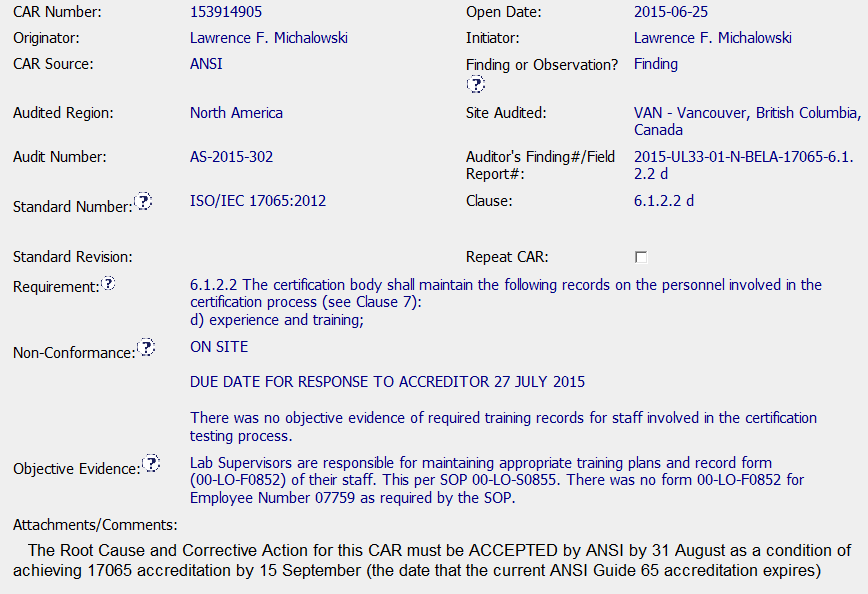 CAR Number: 153914905 Open Date: 2015-06-25
Originator: Lawrence F. Michalowski Initiator: Lawrence F. Michalowski
CAR Source: ANSI Finding or Observation? Finding
?
Audited Region: North America Site Audited: VAN - Vancouver, British Columbia,
Canada
Audit Number: AS-2015-302 Auditor's Finding#/Field 2015-UL33-01-N-BELA-17065-6.1.
Report#: 2.2 d
Standard Number: ? ISO/IEC 17065:2012 Clause: 6.1.2.2 d
Standard Revision: Repeat CAR:
Requirement: ? 6.1.2.2 The certification body shall maintain the following records on the personnel involved in the
certification process (see Clause 7):
d) experience and training;
Non-Conformance: ? ON SITE
DUE DATE FOR RESPONSE TO ACCREDITOR 27 JULY 2015
There was no objective evidence of required training records for staff involved in the certification
testing process.
Objective Evidence: ? Lab Supervisors are responsible for maintaining appropriate training plans and record form
(00-LO-F0852) of their staff. This per SOP 00-LO-S0855. There was no form 00-LO-F0852 for
Employee Number 07759 as required by the SOP.
Attachments/Comments:
The Root Cause and Corrective Action for this CAR must be ACCEPTED by ANSI by 31 August as a condition of
achieving 17065 accreditation by 15 September (the date that the current ANSI Guide 65 accreditation expires)